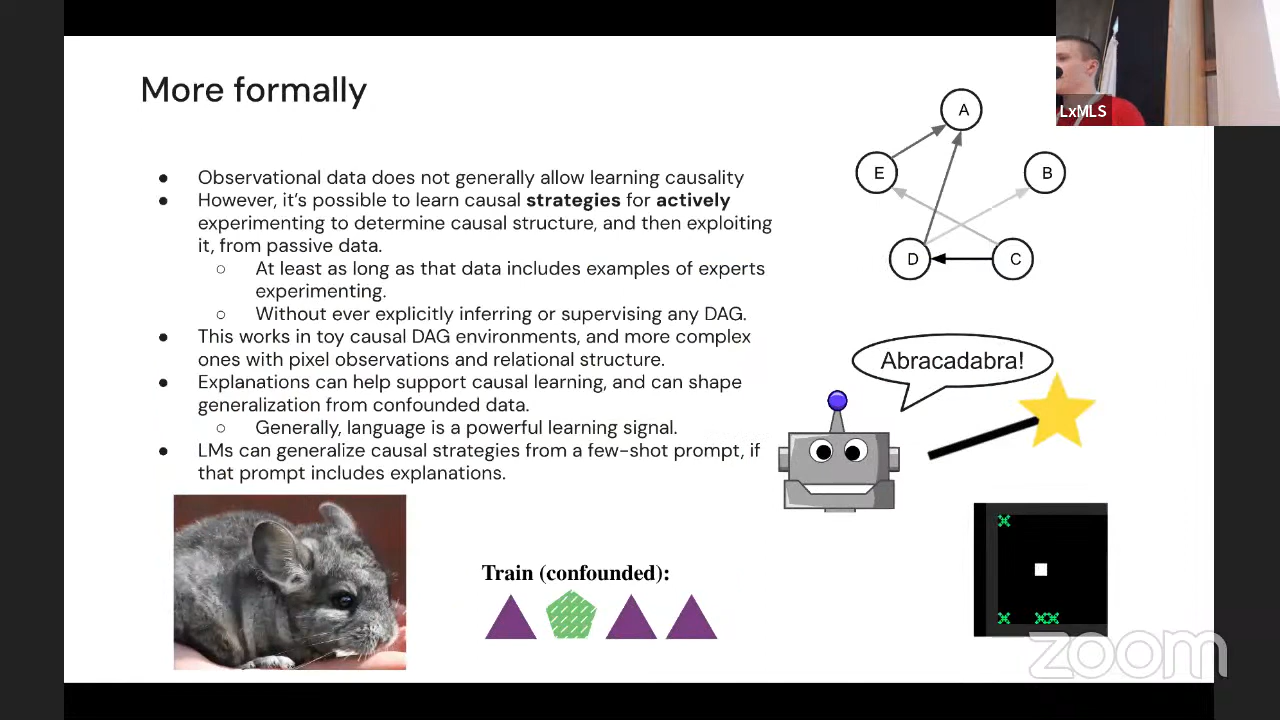 More formally
LxMLS
● Observational data does not generally allow learning causality
● However, it's possible to learn causal strategies for actively
experimenting to determine causal structure, and then exploiting
it, from passive data.
○ At least as long as that data includes examples of experts
experimenting.
○ Without ever explicitly inferring or supervising any DAG.
● This works in toy causal DAG environments, and more complex
ones with pixel observations and relational structure.
● Explanations can help support causal learning, and can shape
generalization from confounded data.
○ Generally, language is a powerful learning signal.
● LMs can generalize causal strategies from a few-shot prompt, if
that prompt includes explanations.
A
E
B
D
C
Abracadabra!
Train (confounded):
zoom